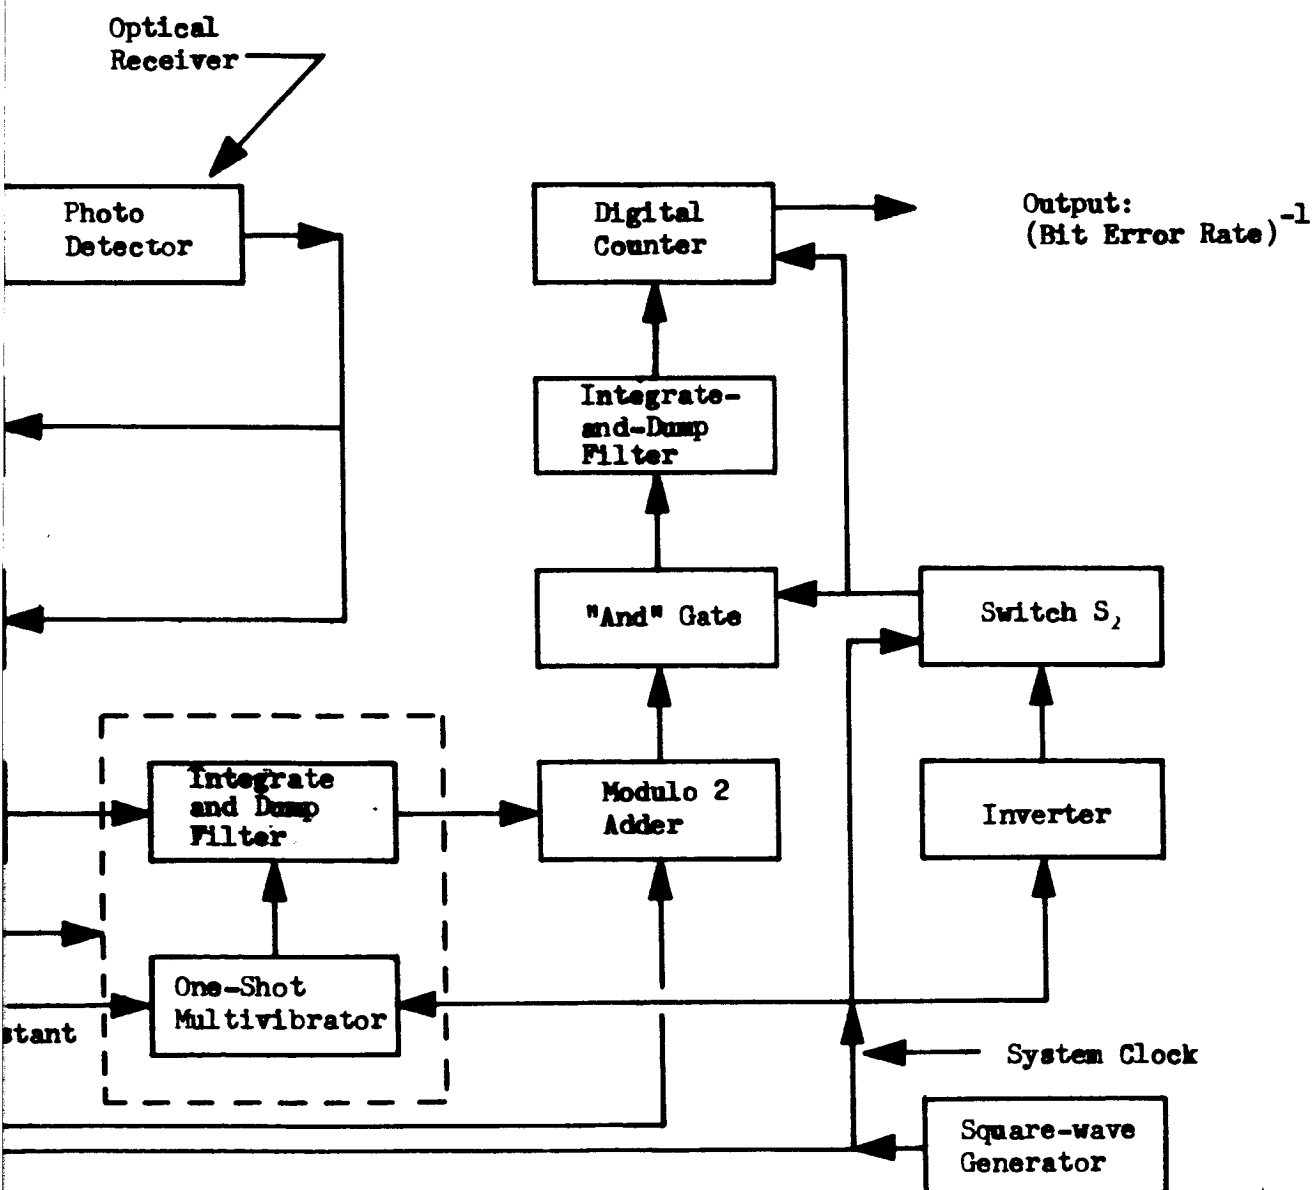 Optical
Receiver
Photo
Detector
Digital
Counter
Output:
(Bit Error Rate)⁻¹
Integrate-
and-Dump
Filter
"And" Gate
Switch S₂
Integrate
and Dump
Filter
Modulo 2
Adder
Inverter
One-Shot
Multivibrator
stant
System Clock
Square-wave
Generator